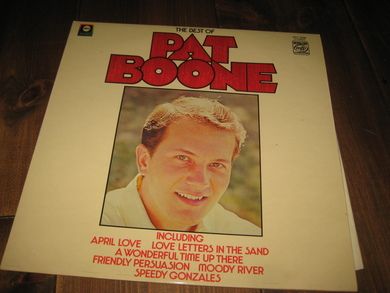 THE BEST OF
PAT
BOONE
INCLUDING
APRIL LOVE LOVE LETTERS IN THE SAND
A WONDERFUL TIME UP THERE
FRIENDLY PERSUASION MOODY RIVER
SPEEDY GONZALES